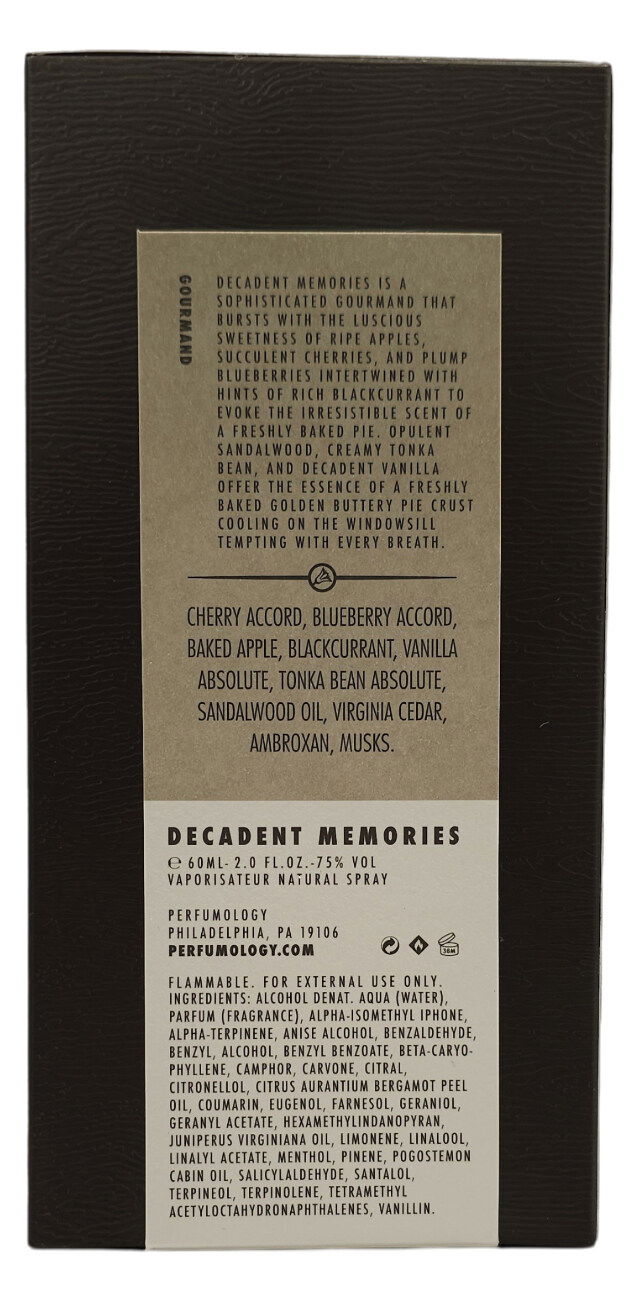 GOURMAND
DECADENT MEMORIES IS A
SOPHISTICATED GOURMAND THAT
BURSTS WITH THE LUSCIOUS
SWEETNESS OF RIPE APPLES,
SUCCULENT CHERRIES, AND PLUMP
BLUEBERRIES INTERTWINED WITH
HINTS OF RICH BLACKCURRANT TO
EVOKE THE IRRESISTIBLE SCENT OF
A FRESHLY BAKED PIE. OPULENT
SANDALWOOD, CREAMY TONKA
BEAN, AND DECADENT VANILLA
OFFER THE ESSENCE OF A FRESHLY
BAKED GOLDEN BUTTERY PIE CRUST
COOLING ON THE WINDOWSILL
TEMPTING WITH EVERY BREATH.
CHERRY ACCORD, BLUEBERRY ACCORD,
BAKED APPLE, BLACKCURRANT, VANILLA
ABSOLUTE, TONKA BEAN ABSOLUTE,
SANDALWOOD OIL, VIRGINIA CEDAR,
AMBROXAN, MUSKS.
DECADENT MEMORIES
℮ 60ML- 2.0 FL.OZ.-75% VOL
VAPORISATEUR NATURAL SPRAY
PERFUMOLOGY
PHILADELPHIA, PA 19106
PERFUMOLOGY.COM
36M
FLAMMABLE. FOR EXTERNAL USE ONLY.
INGREDIENTS: ALCOHOL DENAT. AQUA (WATER),
PARFUM (FRAGRANCE), ALPHA-ISOMETHYL IPHONE,
ALPHA-TERPINENE, ANISE ALCOHOL, BENZALDEHYDE,
BENZYL, ALCOHOL, BENZYL BENZOATE, BETA-CARYO-
PHYLLENE, CAMPHOR, CARVONE, CITRAL,
CITRONELLOL, CITRUS AURANTIUM BERGAMOT PEEL
OIL, COUMARIN, EUGENOL, FARNESOL, GERANIOL,
GERANYL ACETATE, HEXAMETHYLINDANOPYRAN,
JUNIPERUS VIRGINIANA OIL, LIMONENE, LINALOOL,
LINALYL ACETATE, MENTHOL, PINENE, POGOSTEMON
CABIN OIL, SALICYLALDEHYDE, SANTALOL,
TERPINEOL, TERPINOLENE, TETRAMETHYL
ACETYLOCTAHYDRONAPHTHALENES, VANILLIN.